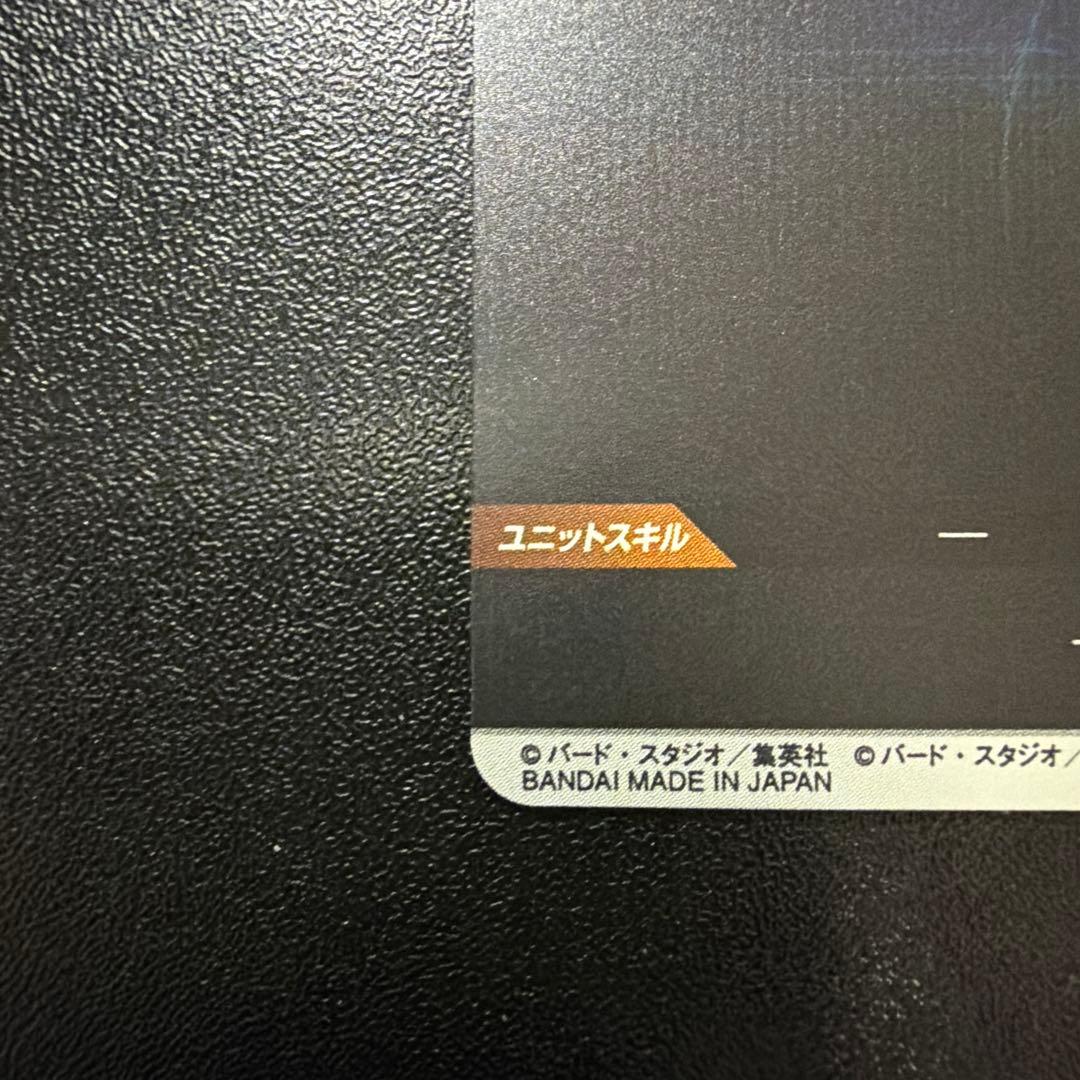 ユニットスキル —
©バード・スタジオ／集英社 ©バード・スタジオ／
BANDAI MADE IN JAPAN